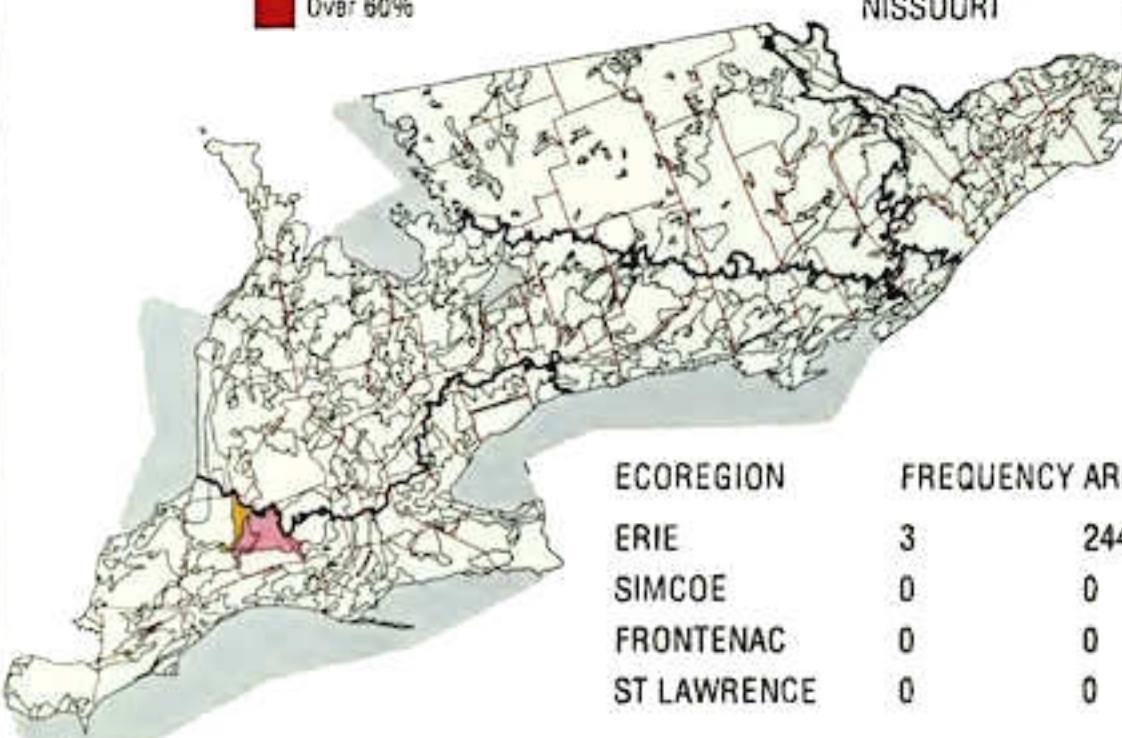 Over 60%
NISSOURI
ECOREGION FREQUENCY
ERIE 3
SIMCOE 0 0
FRONTENAC 0 0
ST LAWRENCE 0 0